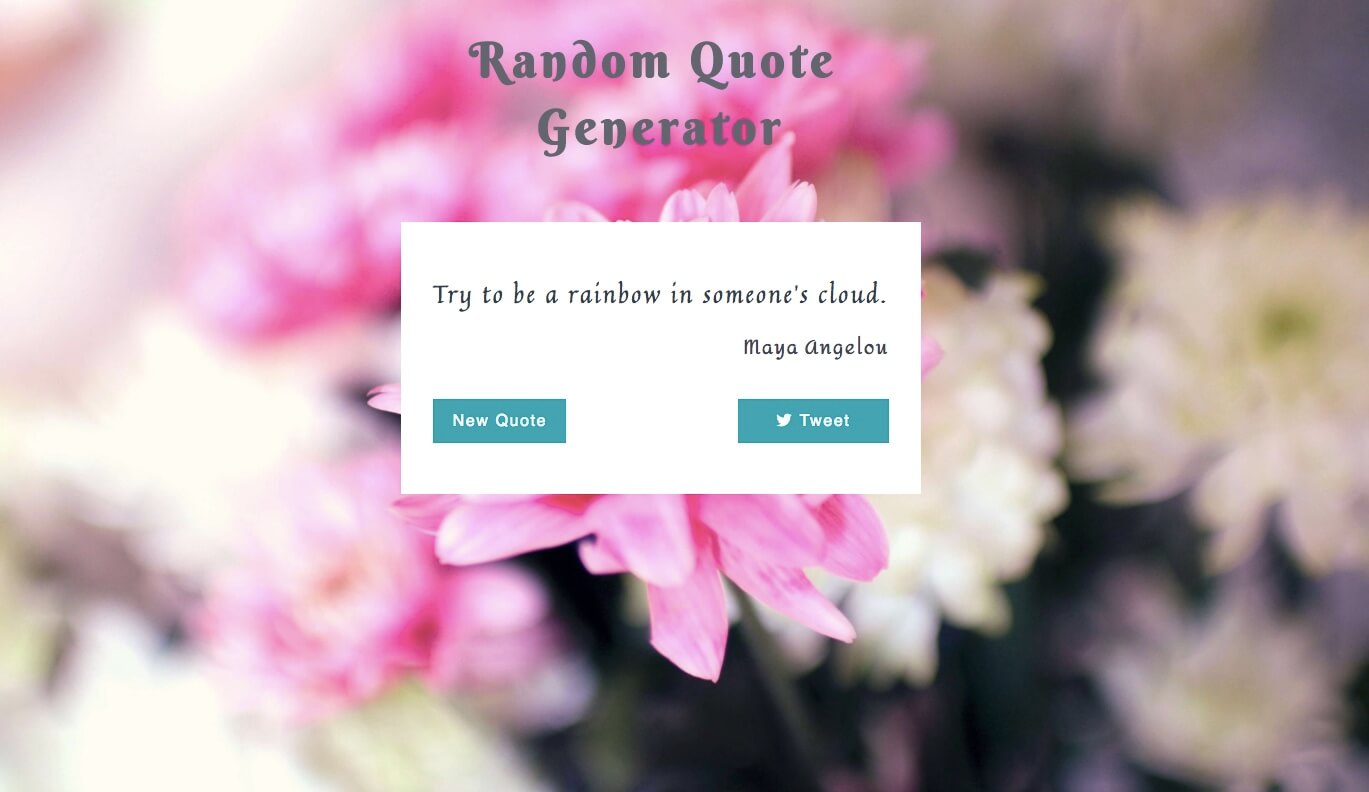 Random Quote
Generator
Try to be a rainbow in someone's cloud.
Maya Angelou
New Quote
Tweet